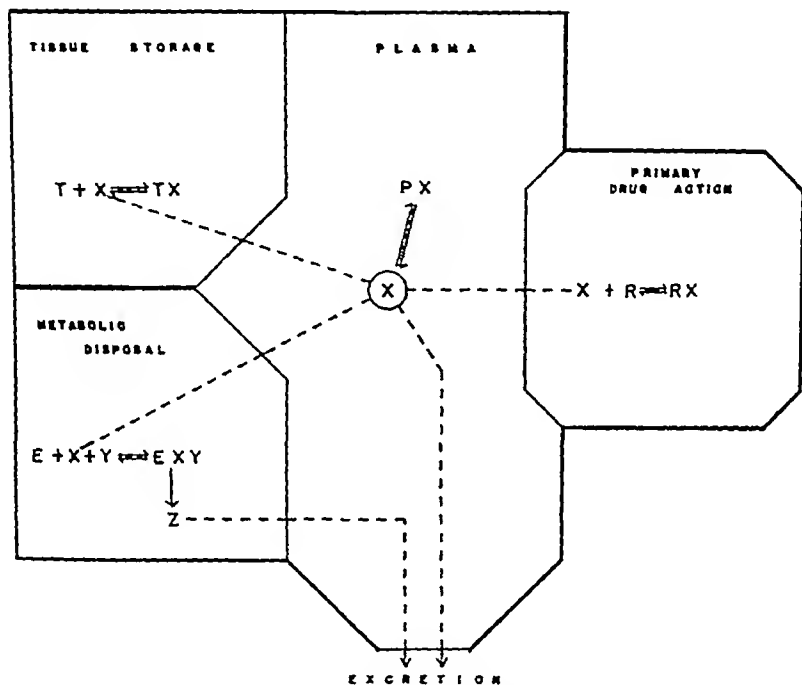 TISSUE STORAGE
PLASMA
PRIMARY
DRUG ACTION
T + X ⇌ TX
PX
X
X + R ⇌ RX
METABOLIC
DISPOSAL
E + X + Y ⇌ EXY
Z
EXCRETION